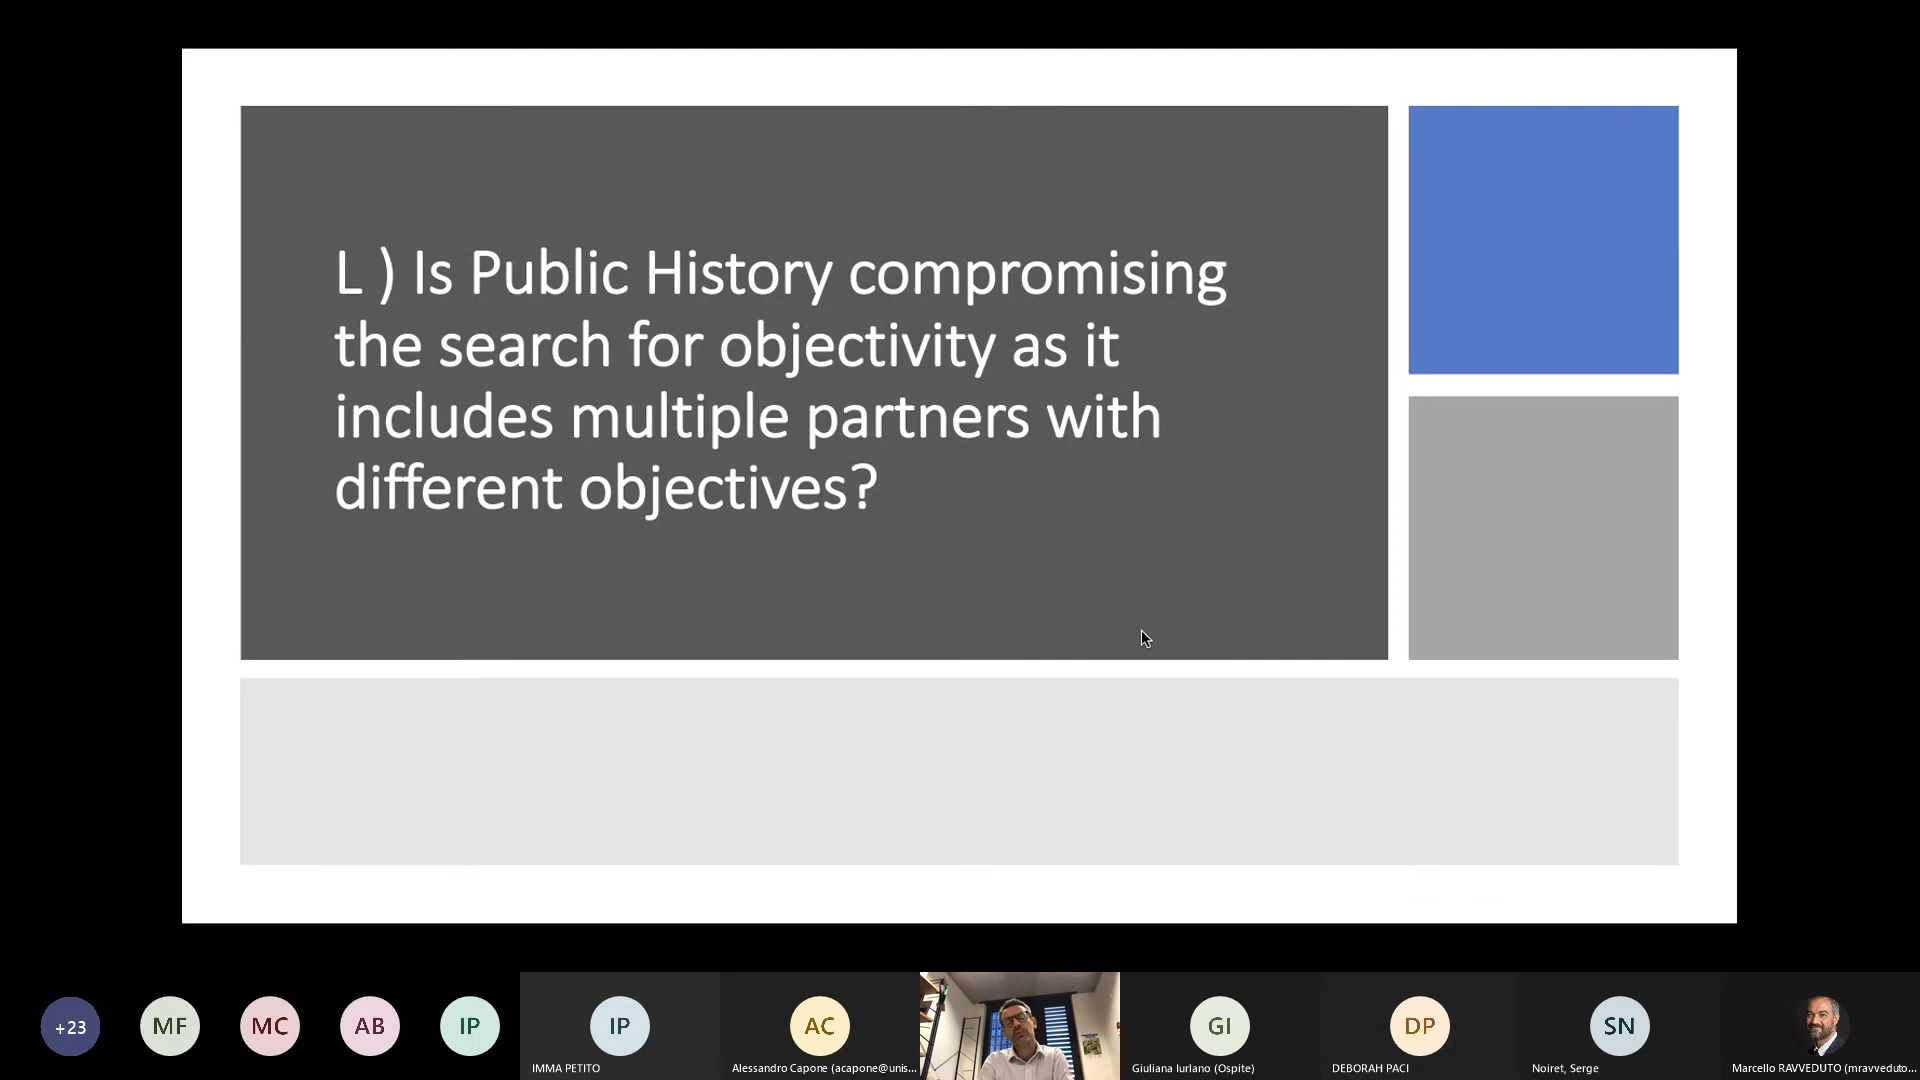 L ) Is Public History compromising
the search for objectivity as it
includes multiple partners with
different objectives?
+23
MF
MC
AB
IP
IP
AC
GI
DP
SN
IMMA PETITO
Alessandro Capone (acapone@unis...
Giuliana Iurlano (Ospite)
DEBORAH PACI
Noiret, Serge
Marcello RAVVEDUTO (mravveduto...